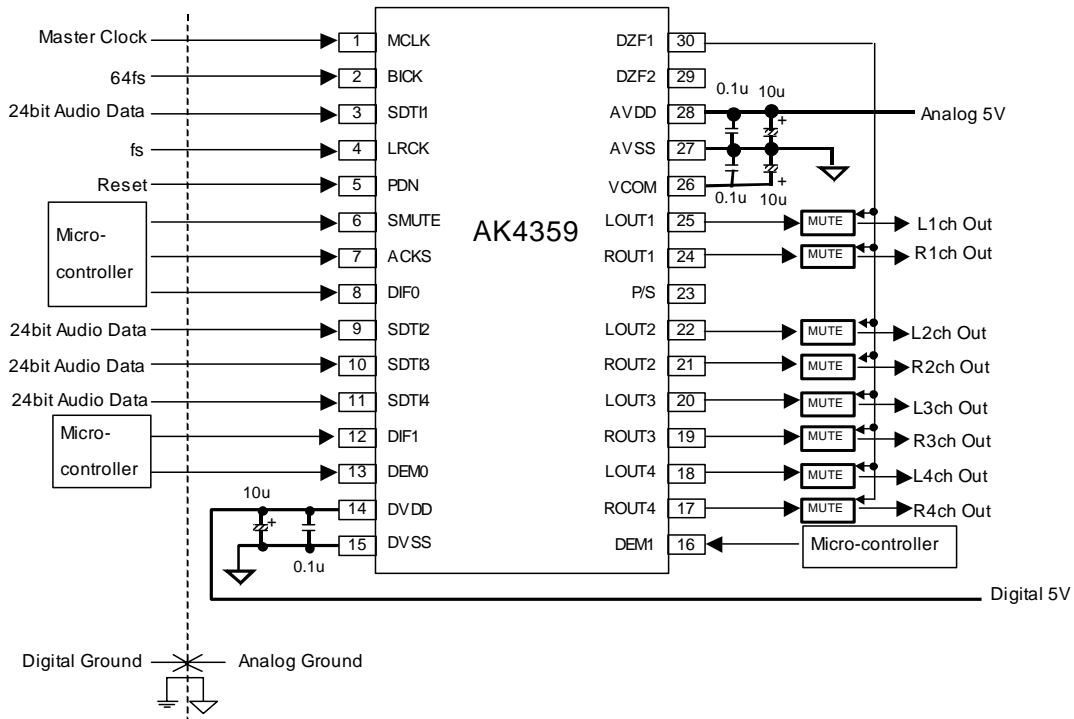 Master Clock 1 MCLK DZF1 30
64fs 2 BICK DZF2 29
0.1u 10u
24bit Audio Data 3 SDTI1 AVDD 28 Analog 5V
+
fs 4 LRCK AVSS 27
Reset 5 PDN VCOM 26
+
0.1u 10u
6 SMUTE LOUT1 25 MUTE L1ch Out
Micro-
controller
AK4359
7 ACKS ROUT1 24 MUTE R1ch Out
8 DIF0 P/S 23
24bit Audio Data 9 SDTI2 LOUT2 22 MUTE L2ch Out
24bit Audio Data 10 SDTI3 ROUT2 21 MUTE R2ch Out
24bit Audio Data 11 SDTI4 LOUT3 20 MUTE L3ch Out
Micro-
controller
12 DIF1 ROUT3 19 MUTE R3ch Out
13 DEM0 LOUT4 18 MUTE L4ch Out
10u
14 DVDD ROUT4 17 MUTE R4ch Out
+
15 DVSS DEM1 16 Micro-controller
0.1u
Digital 5V
Digital Ground Analog Ground